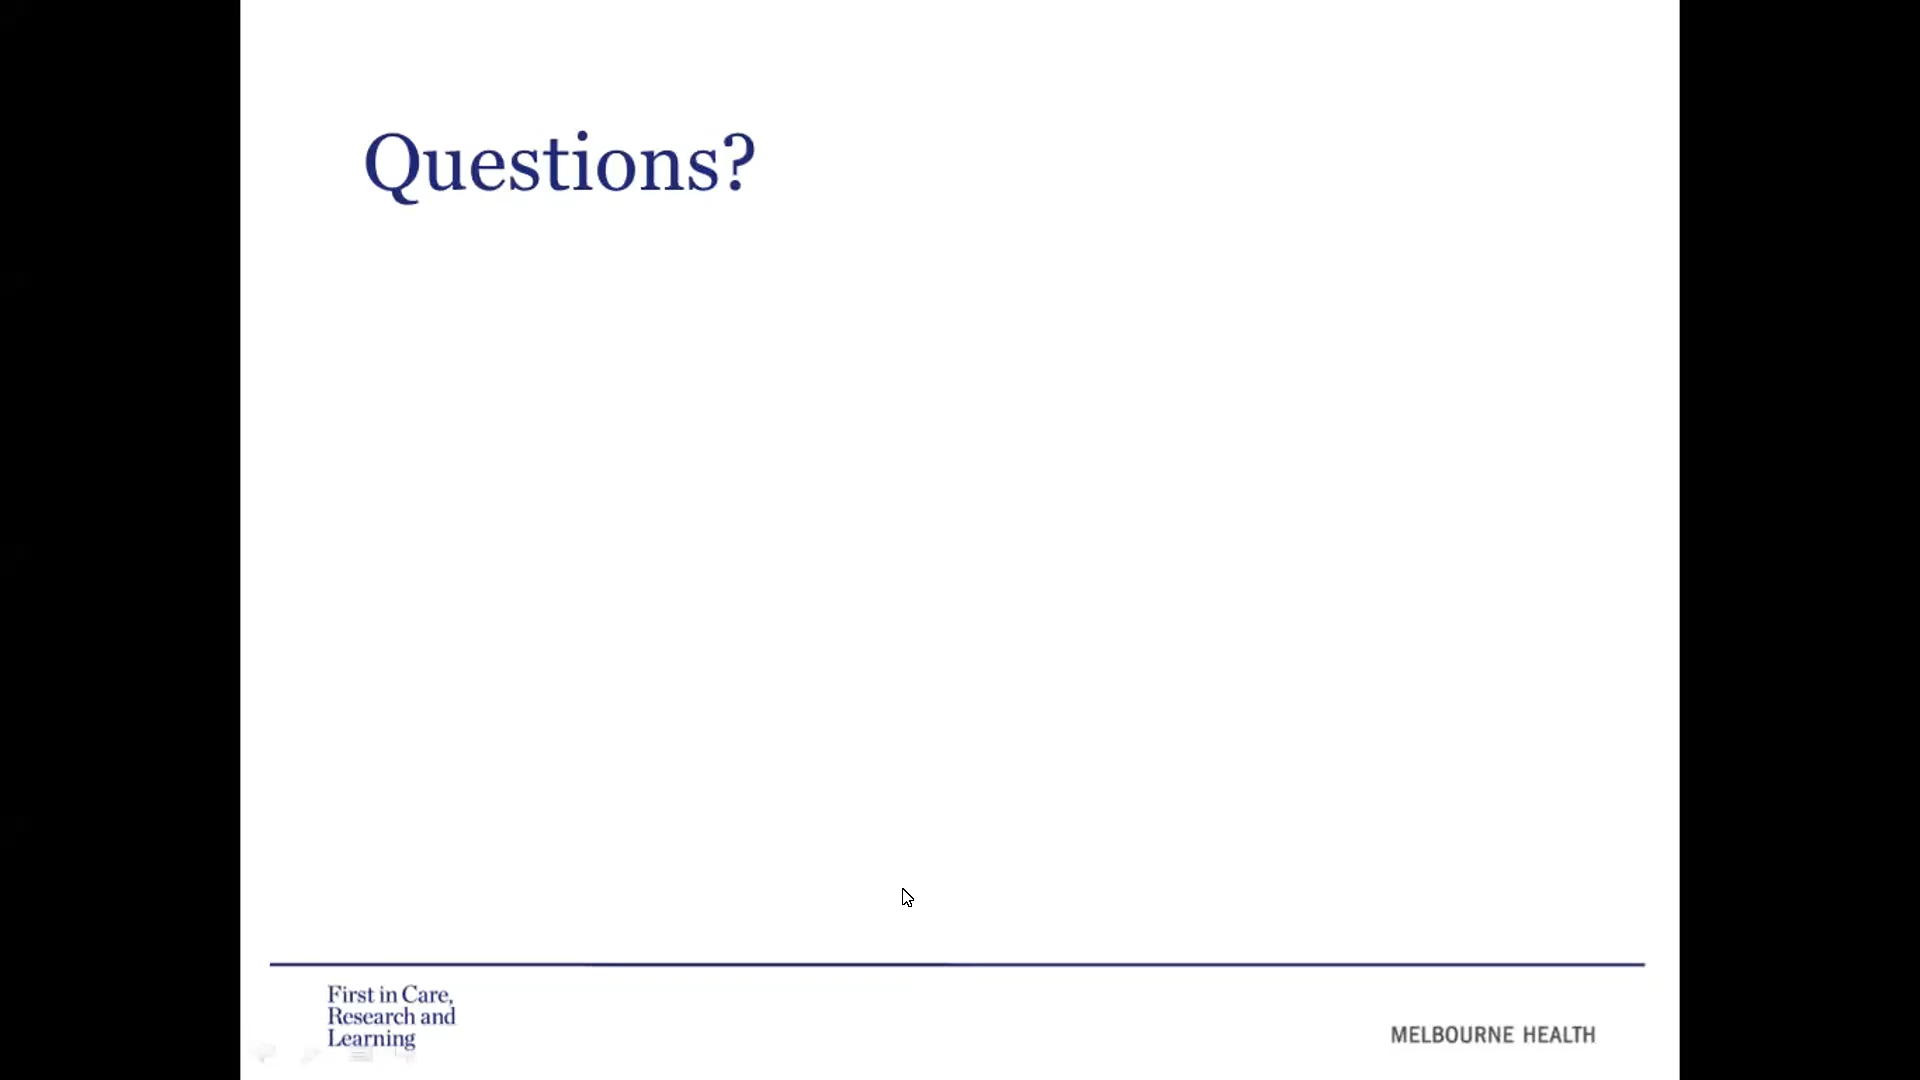 Questions?
First in Care,
Research and
Learning
MELBOURNE HEALTH